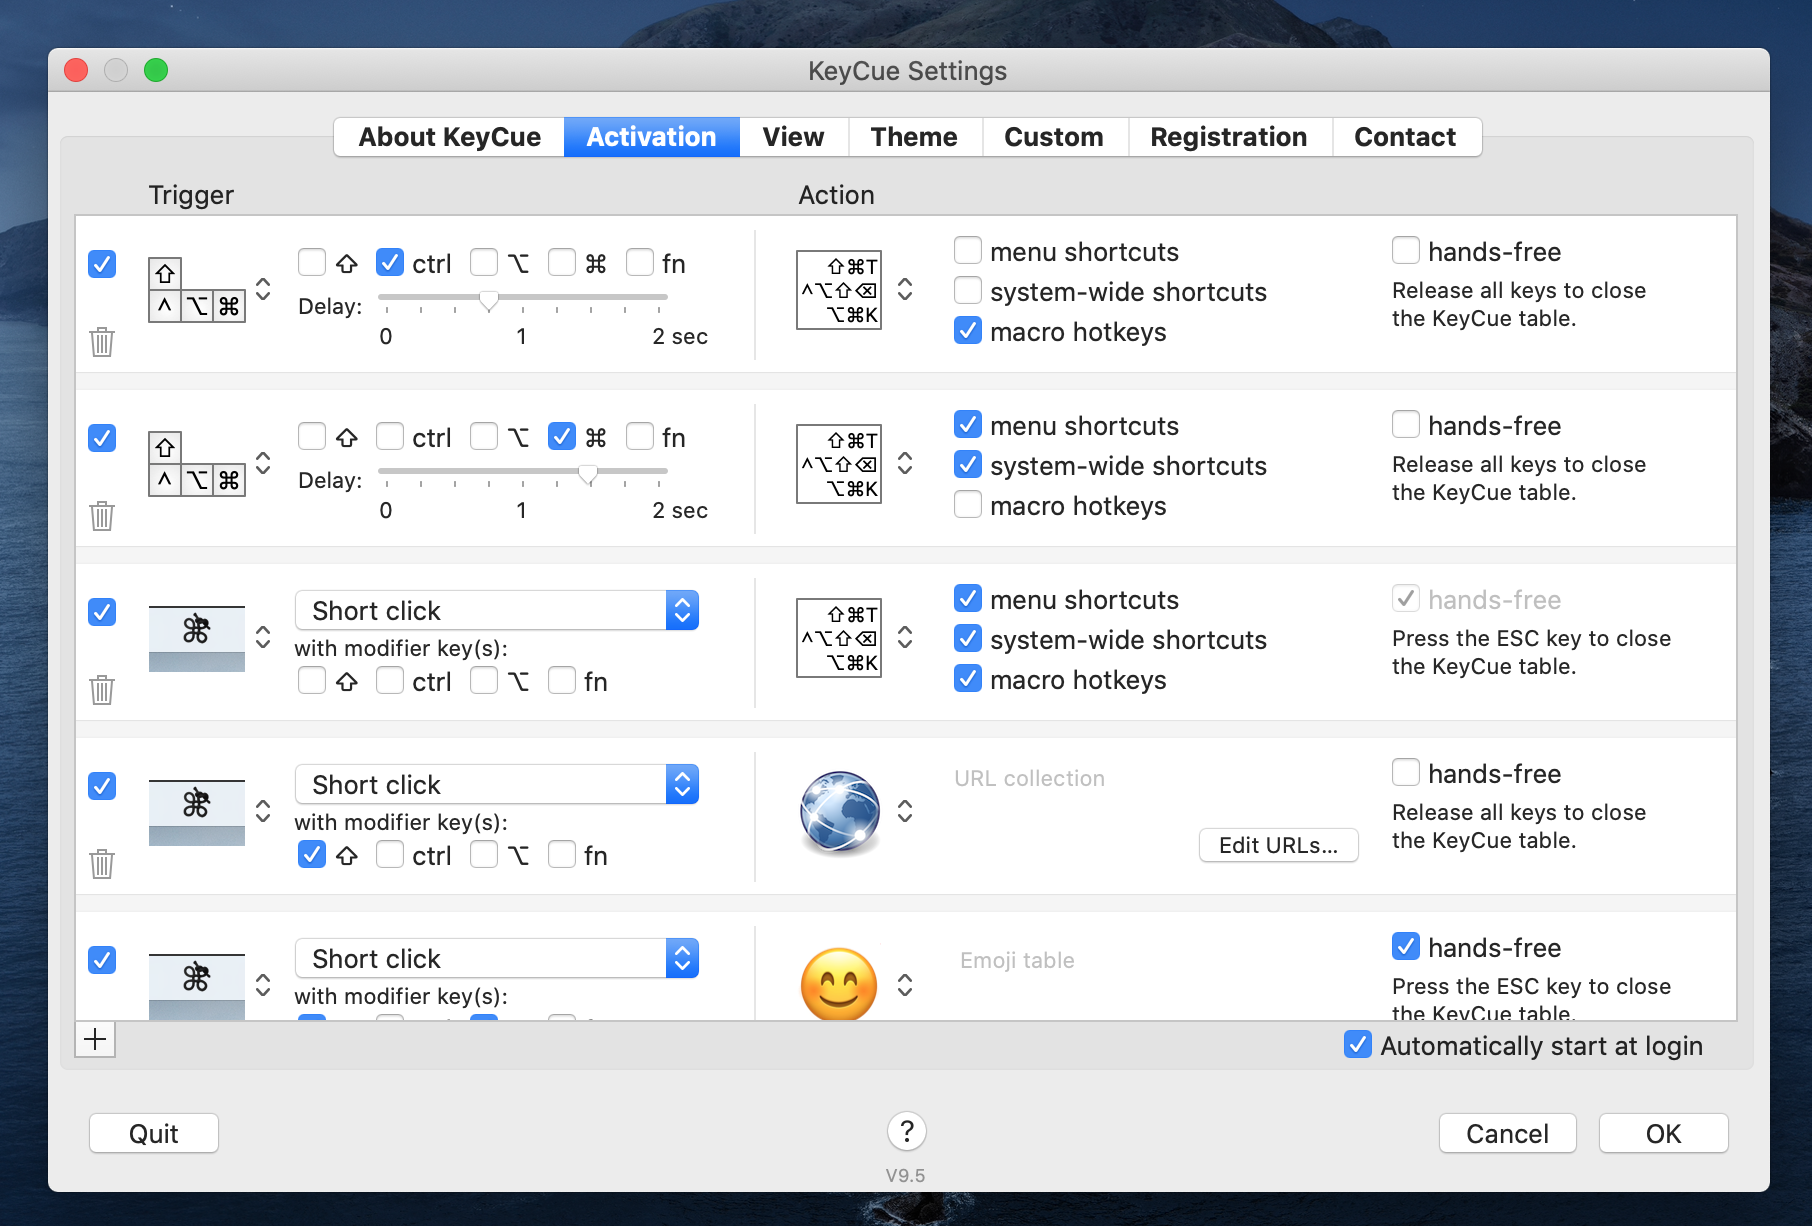 KeyCue Settings
About KeyCue Activation View Theme Custom Registration Contact
Trigger Action
⇧ ctrl ⌥ ⌘ fn
⇧
^ ⌥ ⌘
Delay:
0 1 2 sec
⇧⌘T
^⌥⇧⌫
⌥⌘K
menu shortcuts
system-wide shortcuts
macro hotkeys
hands-free
Release all keys to close
the KeyCue table.
⇧ ctrl ⌥ ⌘ fn
⇧
^ ⌥ ⌘
Delay:
0 1 2 sec
⇧⌘T
^⌥⇧⌫
⌥⌘K
menu shortcuts
system-wide shortcuts
macro hotkeys
hands-free
Release all keys to close
the KeyCue table.
Short click
with modifier key(s):
⇧ ctrl ⌥ fn
⇧⌘T
^⌥⇧⌫
⌥⌘K
menu shortcuts
system-wide shortcuts
macro hotkeys
hands-free
Press the ESC key to close
the KeyCue table.
Short click
with modifier key(s):
⇧ ctrl ⌥ fn
URL collection
Edit URLs...
hands-free
Release all keys to close
the KeyCue table.
Short click
with modifier key(s):
Emoji table
hands-free
Press the ESC key to close
the KeyCue table.
Automatically start at login
Quit ? Cancel OK
V9.5